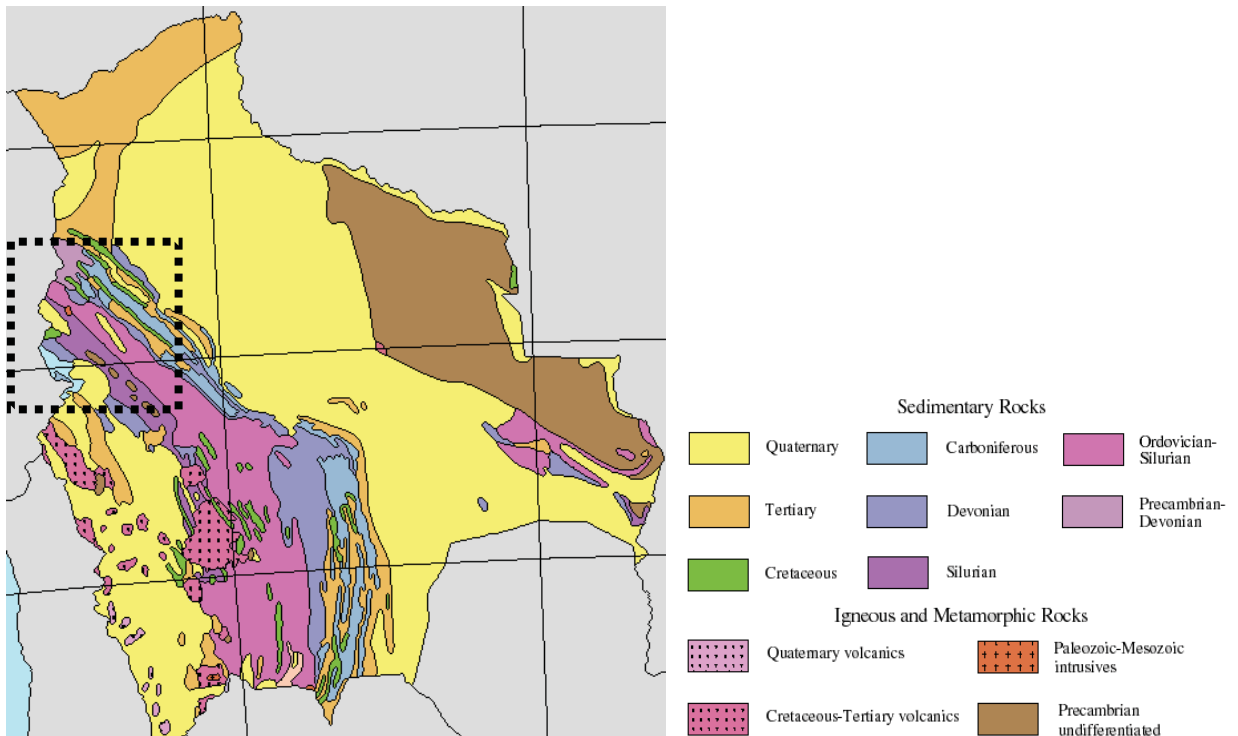 Sedimentary Rocks
Quaternary
Carboniferous
Ordovician-
Silurian
Tertiary
Devonian
Precambrian-
Devonian
Cretaceous
Silurian
Igneous and Metamorphic Rocks
Quaternary volcanics
Paleozoic-Mesozoic
intrusives
Cretaceous-Tertiary volcanics
Precambrian
undifferentiated